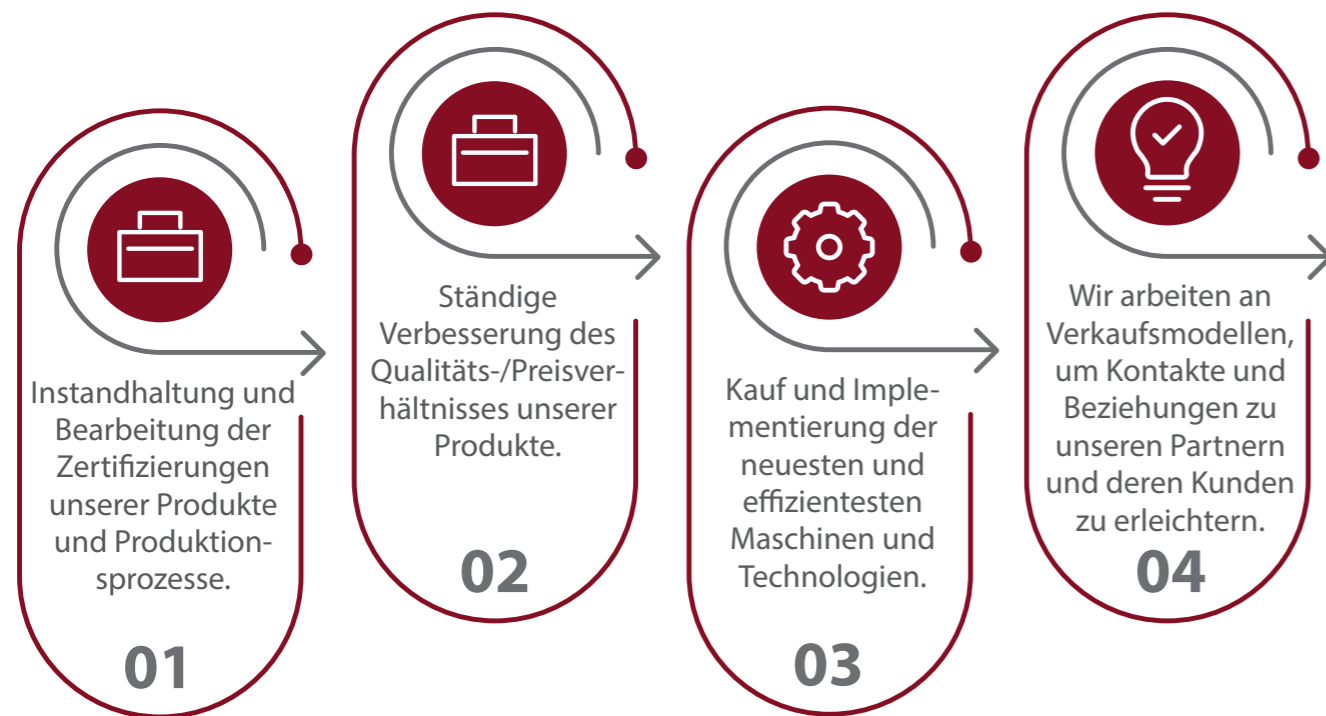 Instandhaltung und
Bearbeitung der
Zertifizierungen
unserer Produkte
und Produktion-
sprozesse.
01
Ständige
Verbesserung des
Qualitäts-/Preisver-
hältnisses unserer
Produkte.
02
Kauf und Imple-
mentierung der
neuesten und
effizientesten
Maschinen und
Technologien.
03
Wir arbeiten an
Verkaufsmodellen,
um Kontakte und
Beziehungen zu
unseren Partnern
und deren Kunden
zu erleichtern.
04